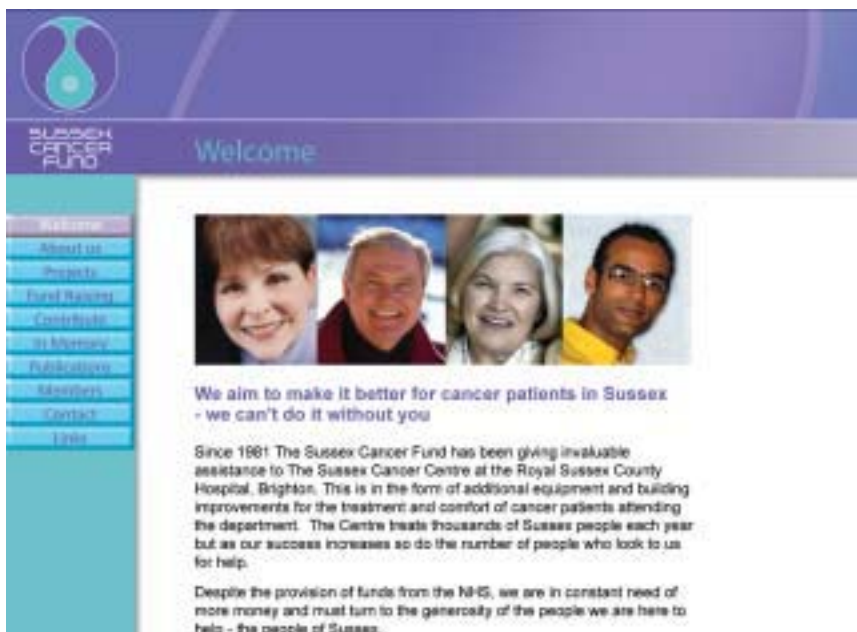 SUSSEX
CANCER
FUND
Welcome
Welcome
About us
Projects
Fund Raising
Contribute
In Memory
Publications
Members
Contact
Links
We aim to make it better for cancer patients in Sussex
- we can't do it without you
Since 1981 The Sussex Cancer Fund has been giving invaluable
assistance to The Sussex Cancer Centre at the Royal Sussex County
Hospital, Brighton. This is in the form of additional equipment and building
improvements for the treatment and comfort of cancer patients attending
the department. The Centre treats thousands of Sussex people each year
but as our success increases so do the number of people who look to us
for help.
Despite the provision of funds from the NHS, we are in constant need of
more money and must turn to the generosity of the people we are here to
help - the people of Sussex.